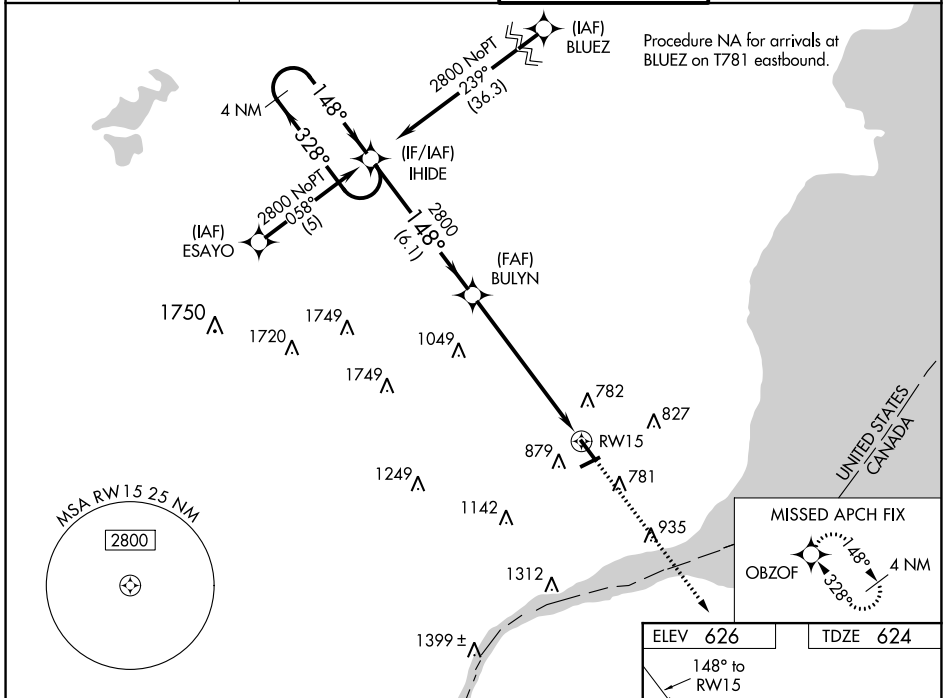 (IAF)
BLUEZ
Procedure NA for arrivals at
BLUEZ on T781 eastbound.
2800 NoPT
239°
(36.3)
4 NM
148°
328°
(IF/IAF)
IHIDE
2800 NoPT
058°
(5)
(IAF)
ESAYO
2800
148°
(6.1)
(FAF)
BULYN
1750
1720
1749
1749
1049
782
827
RW15
879
781
1249
1142
935
1312
1399 ±
UNITED STATES
CANADA
MSA RW15 25 NM
2800
MISSED APCH FIX
OBZOF
148°
328°
4 NM
ELEV 626
TDZE 624
148° to
RW15